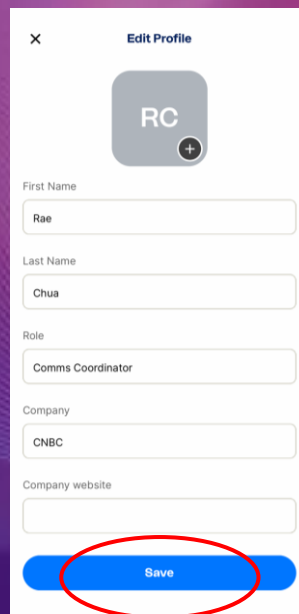 Edit Profile
RC
First Name
Rae
Last Name
Chua
Role
Comms Coordinator
Company
CNBC
Company website
Save